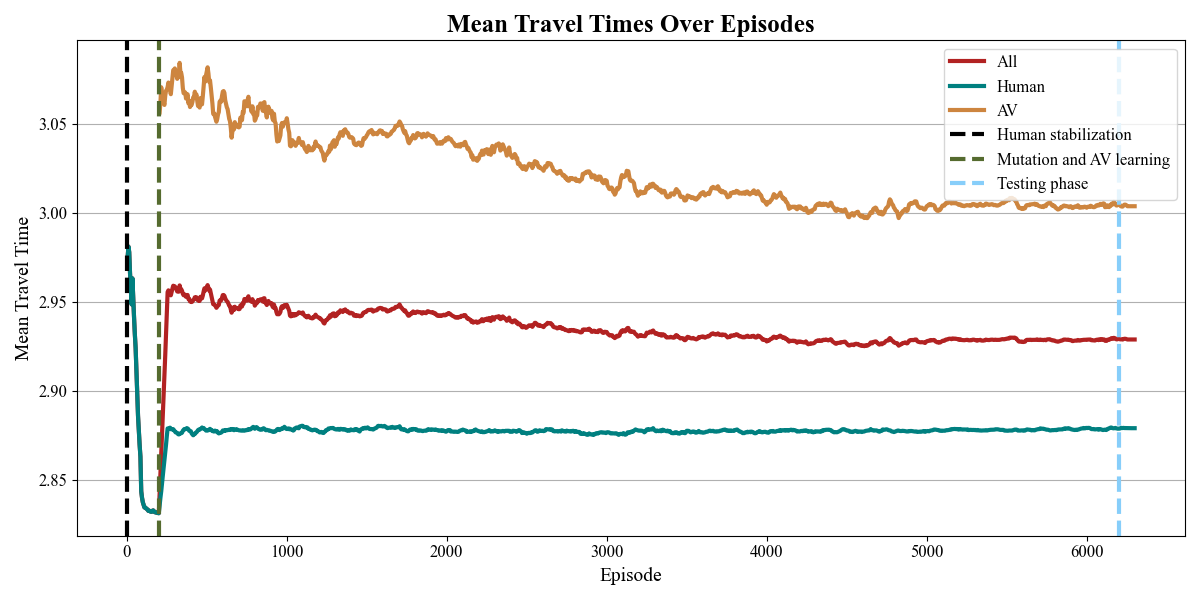 Mean Travel Times Over Episodes
All
Human
AV
Human stabilization
Mutation and AV learning
Testing phase
Mean Travel Time
3.05
3.00
2.95
2.90
2.85
0 1000 2000 3000 4000 5000 6000
Episode